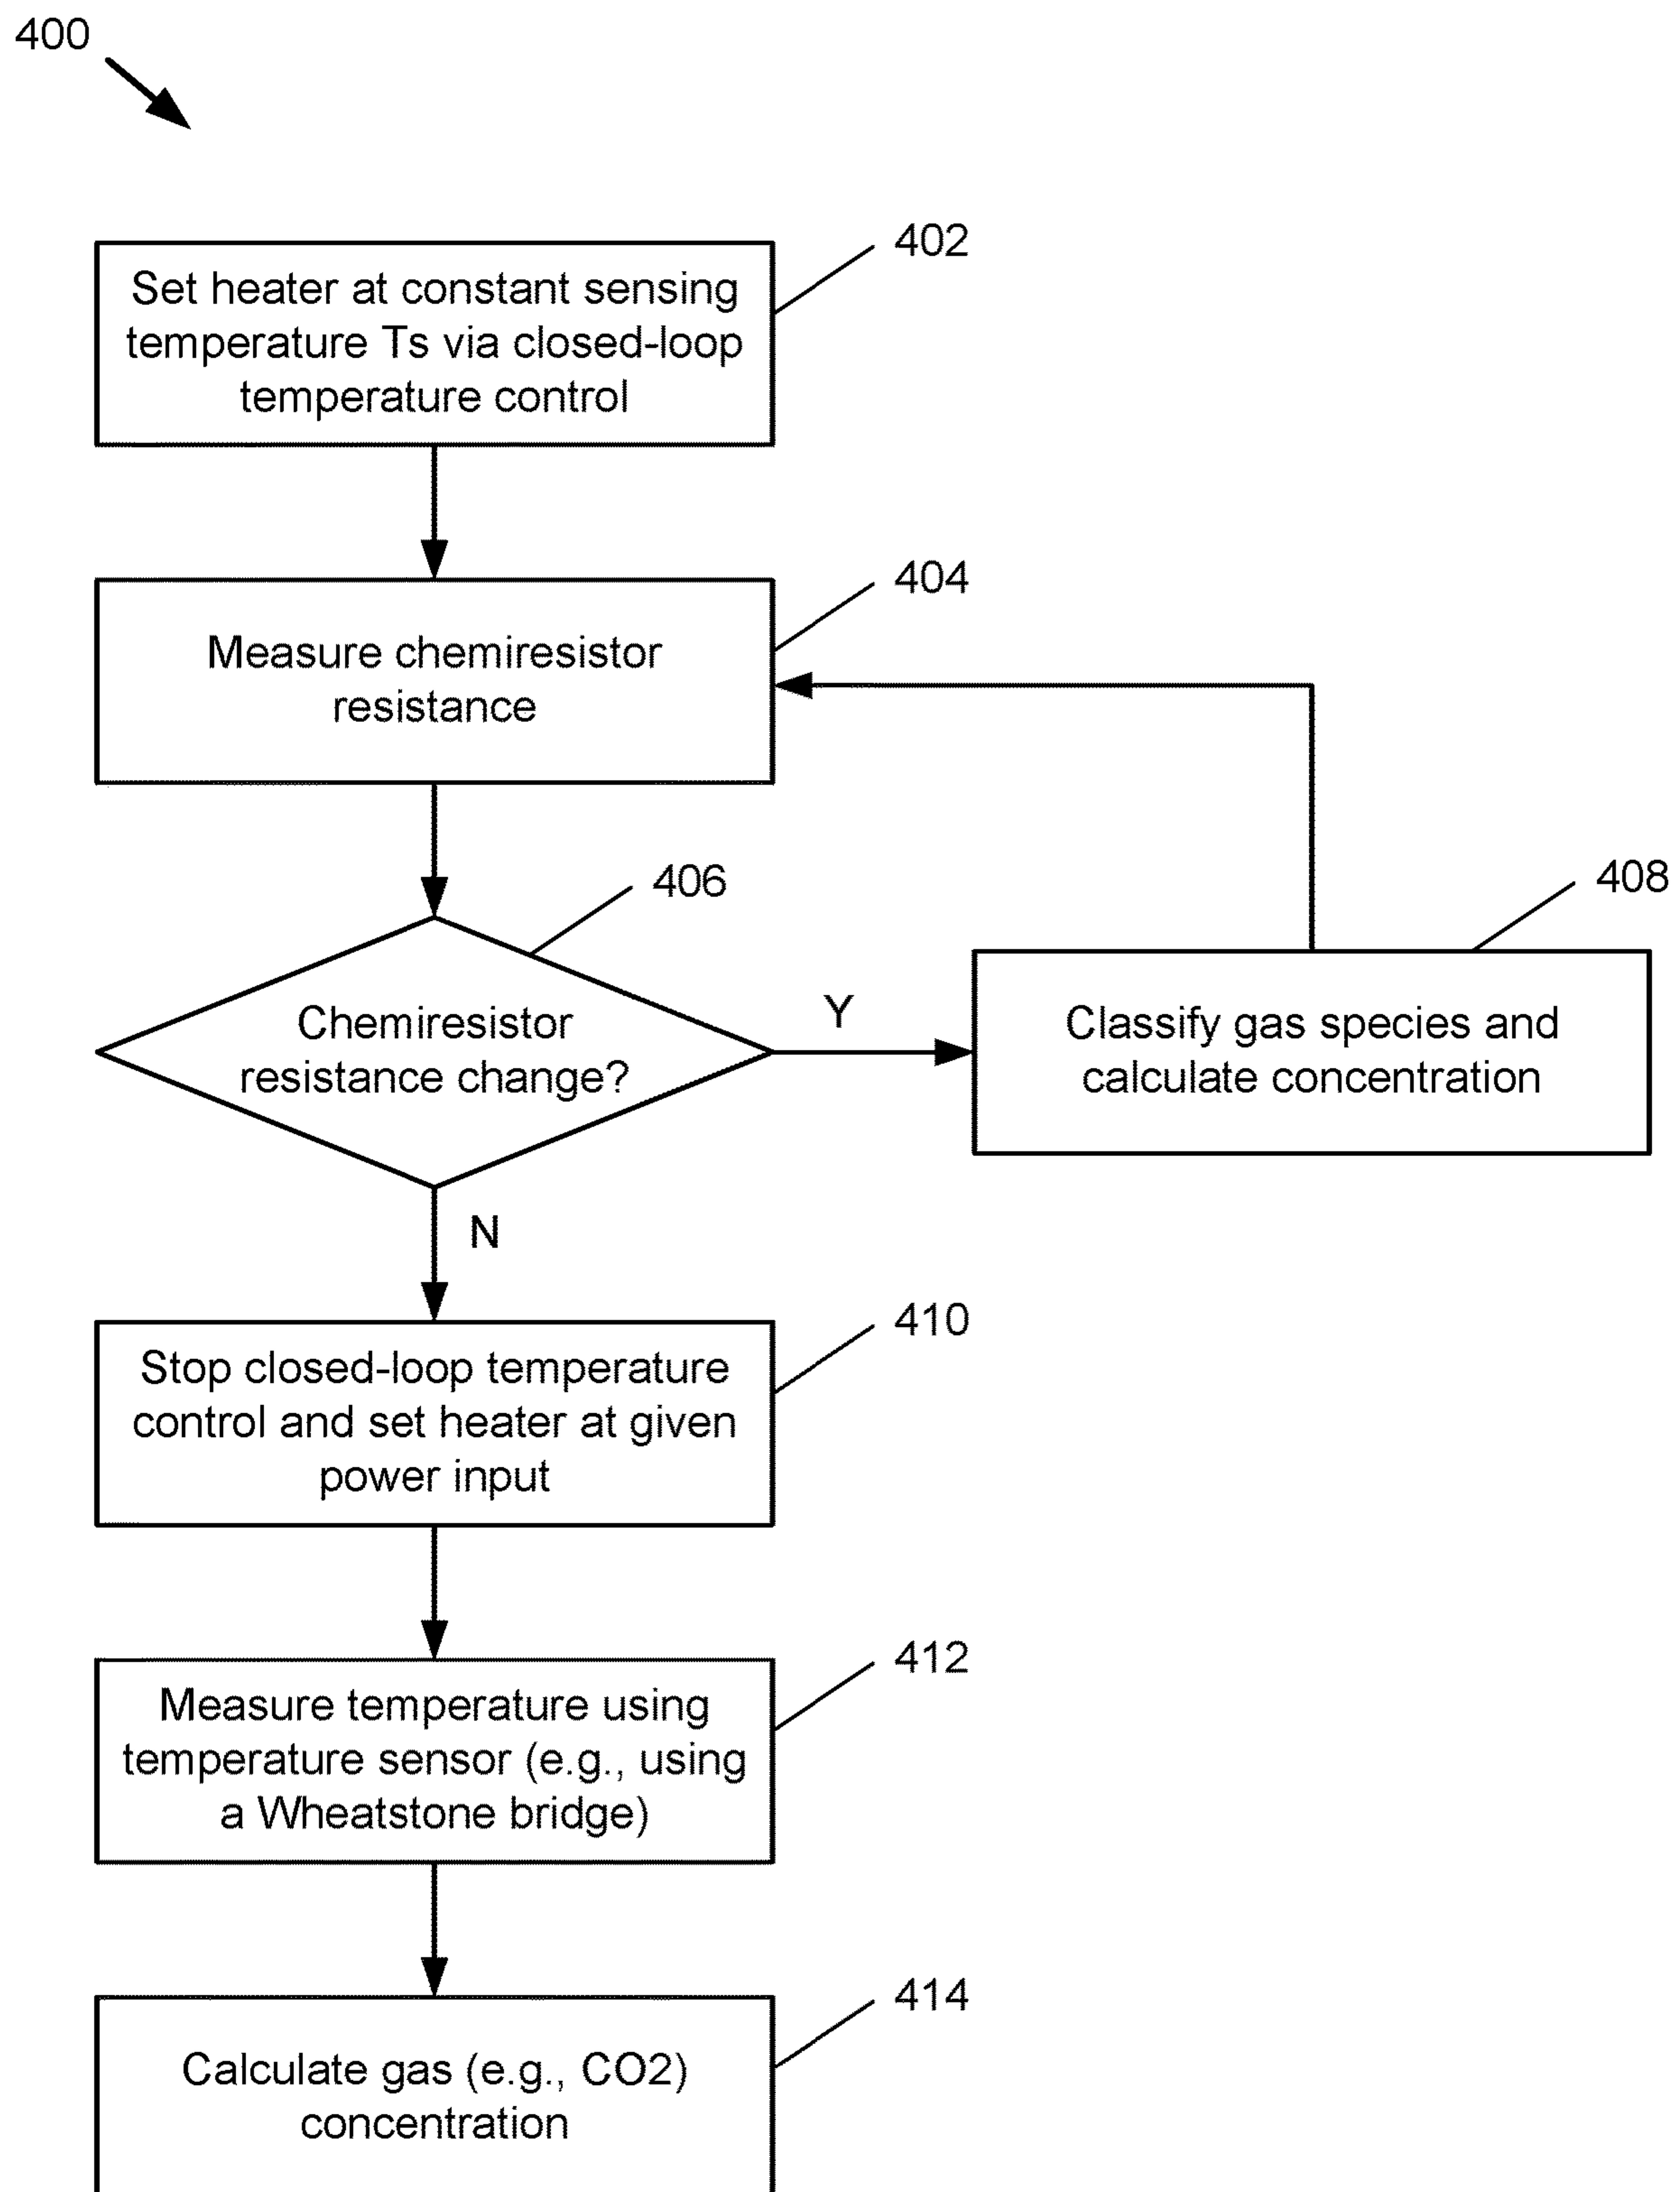 400
402
Set heater at constant sensing
temperature Ts via closed-loop
temperature control
404
Measure chemiresistor
resistance
406
408
Chemiresistor
resistance change?
Y
Classify gas species and
calculate concentration
N
410
Stop closed-loop temperature
control and set heater at given
power input
412
Measure temperature using
temperature sensor (e.g., using
a Wheatstone bridge)
414
Calculate gas (e.g., CO2)
concentration